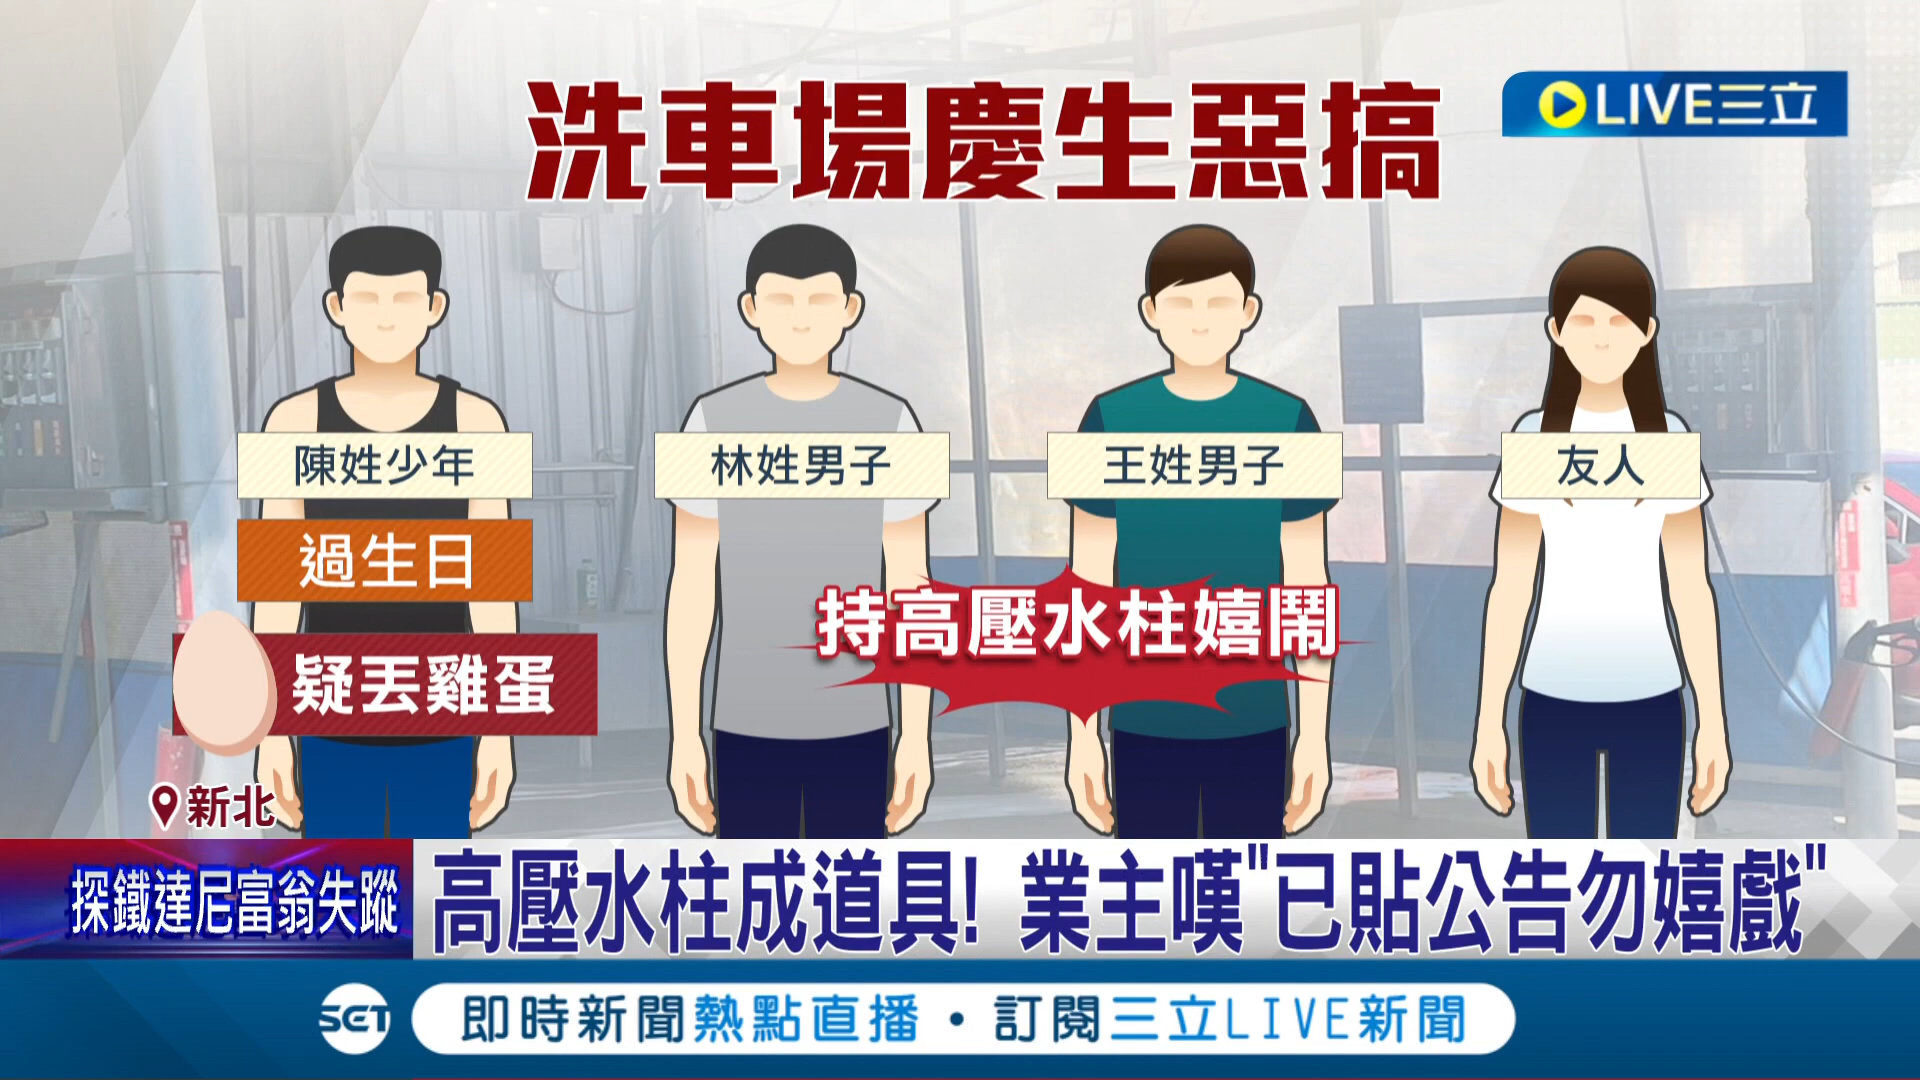 洗車場慶生惡搞
LIVE三立
陳姓少年
林姓男子
王姓男子
友人
過生日
持高壓水柱嬉鬧
疑丟雞蛋
新北
探鐵達尼富翁失蹤
高壓水柱成道具! 業主嘆"已貼公告勿嬉戲"
SET
即時新聞熱點直播・訂閱三立LIVE新聞